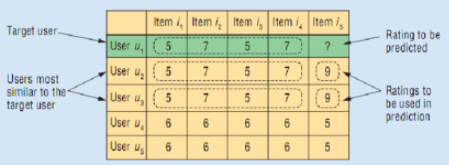 Item i₁ Item i₂ Item i₃ Item i₄ Item i₅
Target user
User u₁ 5 7 5 7 ?
Rating to be
predicted
Users most
similar to the
target user
User u₂ 5 7 5 7 9
User u₃ 5 7 5 7 9
Ratings to
be used in
prediction
User u₄ 6 6 6 6 5
User u₅ 6 6 6 6 5